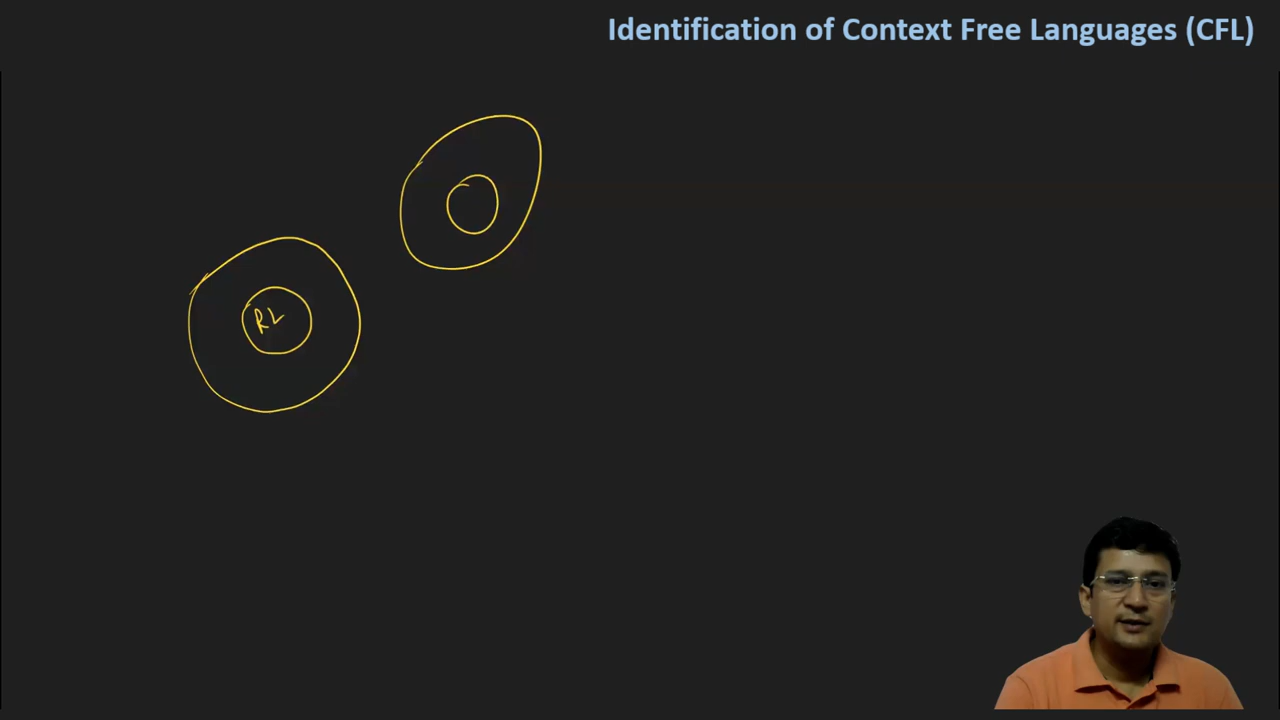 Identification of Context Free Languages (CFL)
RL